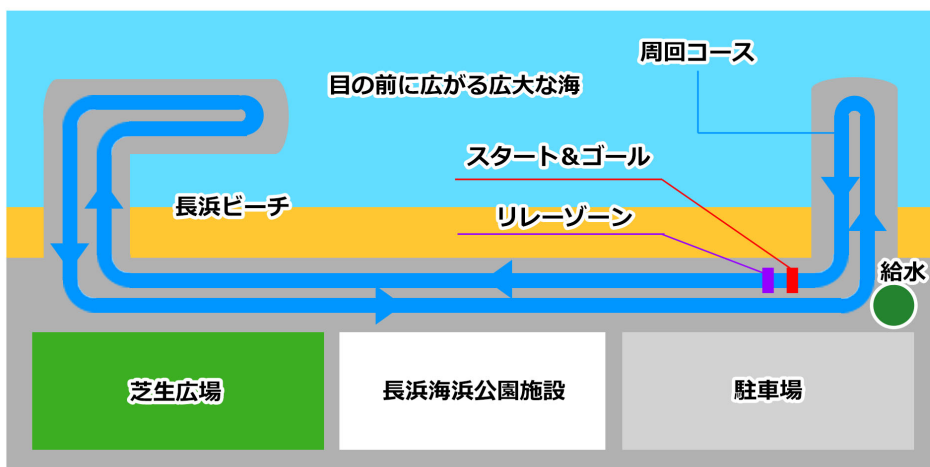 周回コース
目の前に広がる広大な海
スタート&ゴール
長浜ビーチ
リレーゾーン
給水
芝生広場
長浜海浜公園施設
駐車場